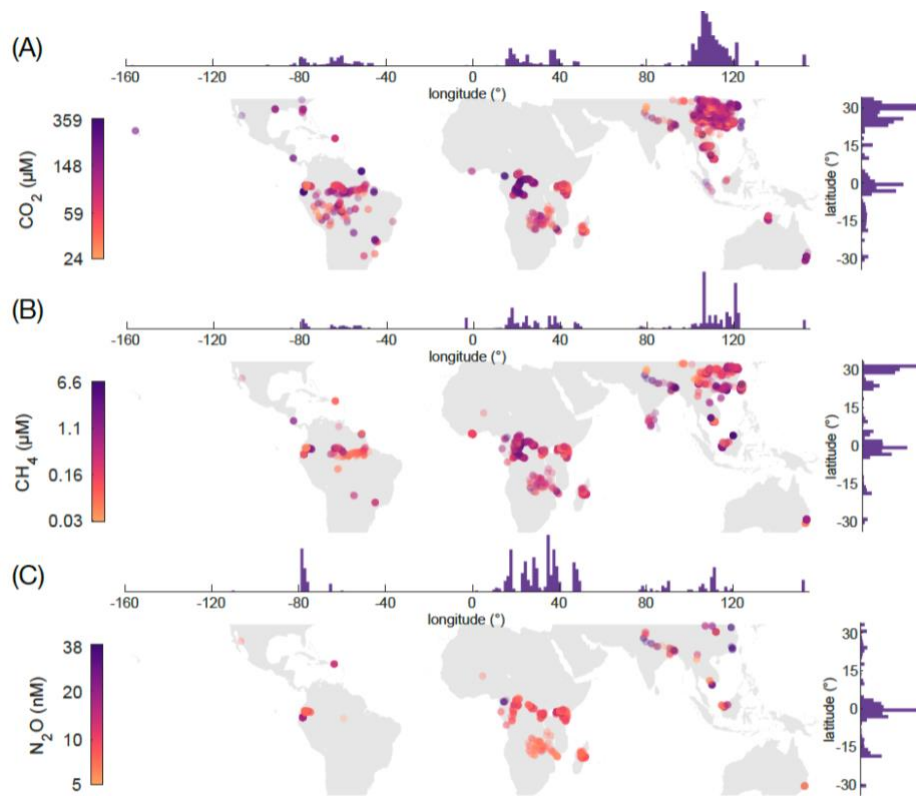 (A)
-160 -120 -80 -40 0 40 80 120
longitude (°)
CO2 (µM)
359
148
59
24
30
15
0
-15
-30
latitude (°)
(B)
-160 -120 -80 -40 0 40 80 120
longitude (°)
CH4 (µM)
6.6
1.1
0.16
0.03
30
15
0
-15
-30
latitude (°)
(C)
-160 -120 -80 -40 0 40 80 120
longitude (°)
N2O (nM)
38
20
10
5
30
15
0
-15
-30
latitude (°)